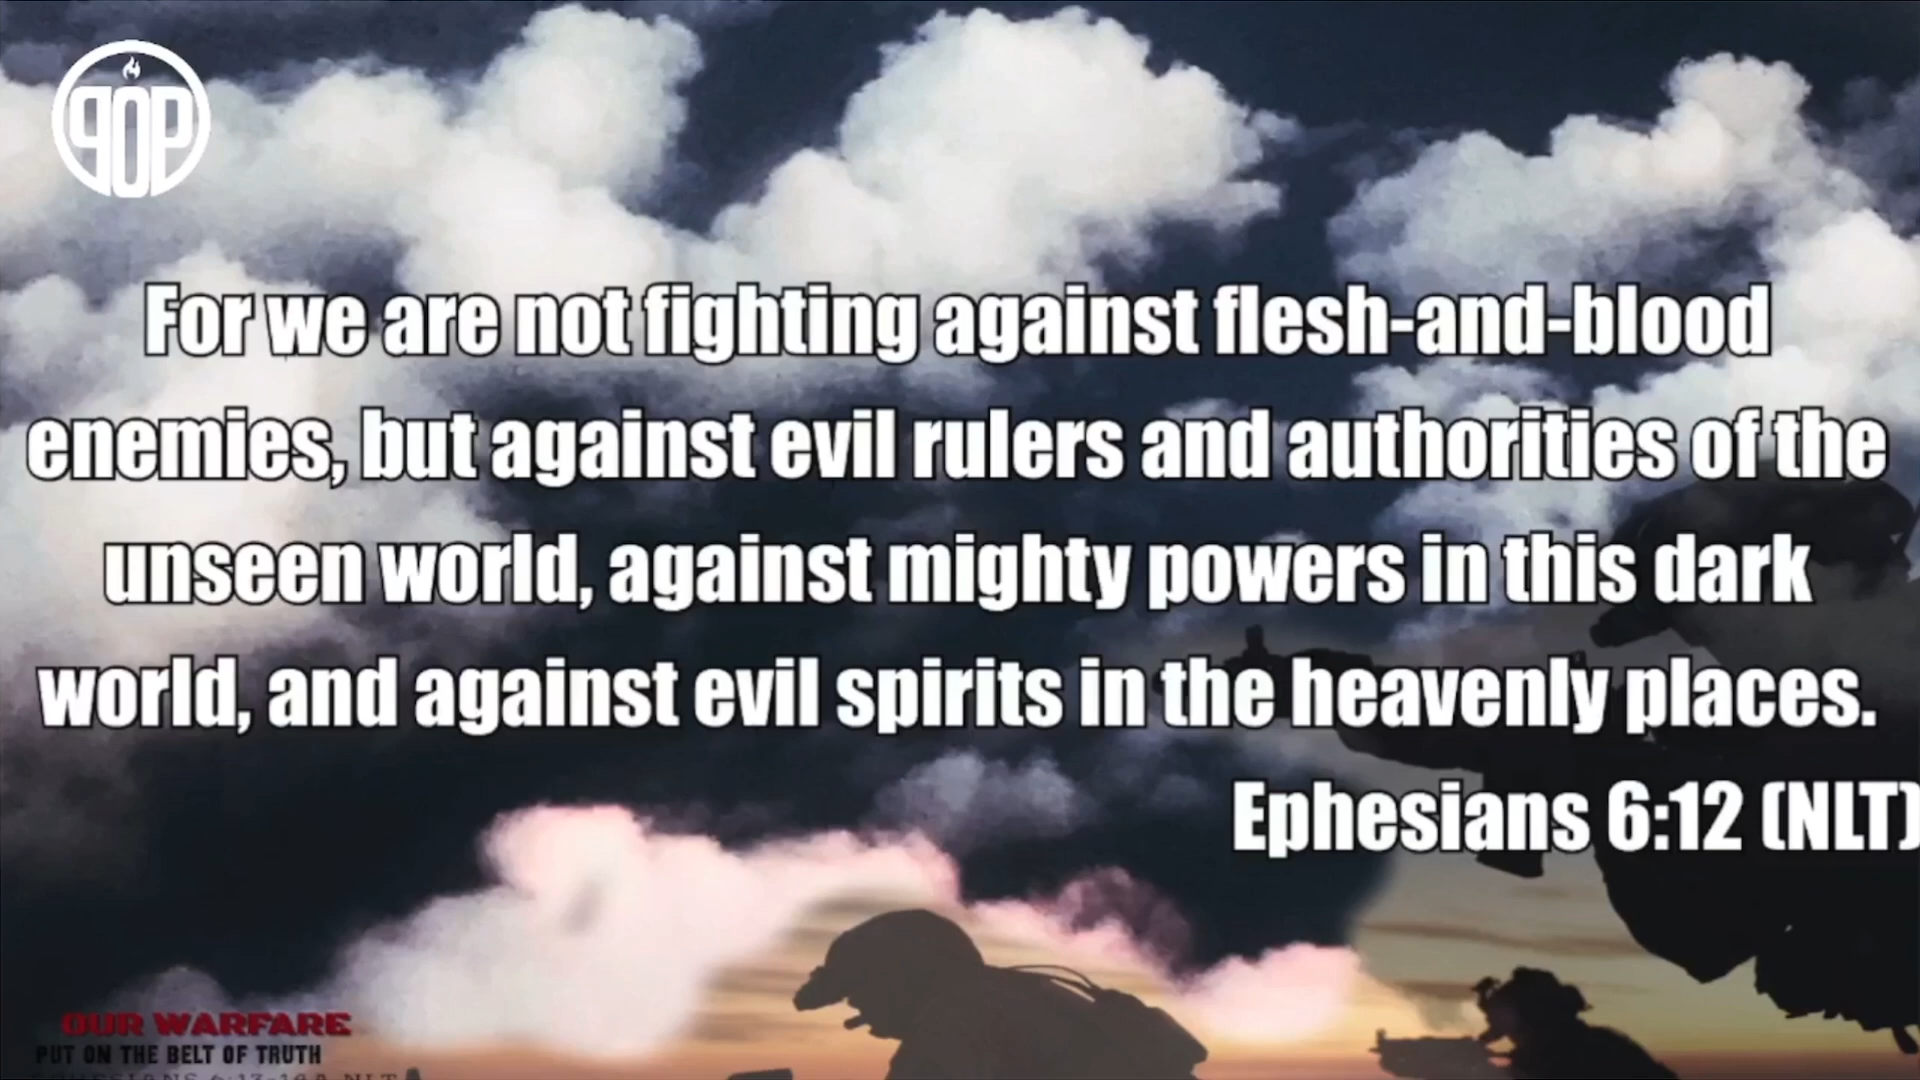 POP
For we are not fighting against flesh-and-blood
enemies, but against evil rulers and authorities of the
unseen world, against mighty powers in this dark
world, and against evil spirits in the heavenly places.
Ephesians 6:12 (NLT)
OUR WARFARE
PUT ON THE BELT OF TRUTH